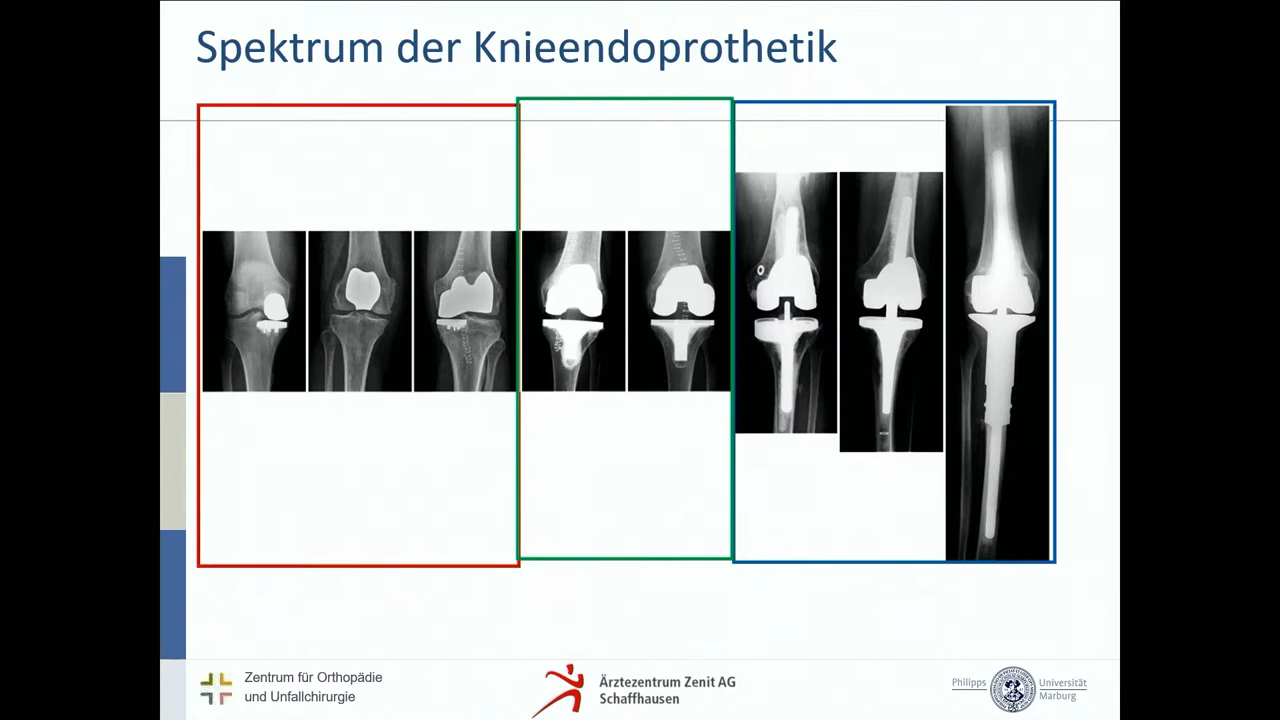 Spektrum der Knieendoprothetik
Zentrum für Orthopädie
und Unfallchirurgie
Ärztezentrum Zenit AG
Schaffhausen
Philipps Universität
Marburg